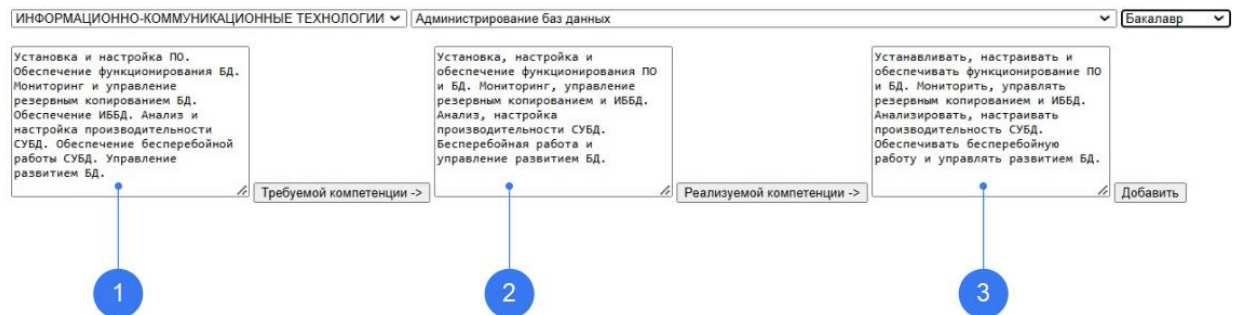 ИНФОРМАЦИОННО-КОММУНИКАЦИОННЫЕ ТЕХНОЛОГИИ Администрирование баз данных Бакалавр
Установка и настройка ПО.
Обеспечение функционирования БД.
Мониторинг и управление
резервным копированием БД.
Обеспечение ИББД. Анализ и
настройка производительности
СУБД. Обеспечение бесперебойной
работы СУБД. Управление
развитием БД.
Требуемой компетенции ->
Установка, настройка и
обеспечение функционирования ПО
и БД. Мониторинг, управление
резервным копированием и ИББД.
Анализ, настройка
производительности СУБД.
Бесперебойная работа и
управление развитием БД.
Реализуемой компетенции ->
Устанавливать, настраивать и
обеспечивать функционирование ПО
и БД. Мониторить, управлять
резервным копированием и ИББД.
Анализировать, настраивать
производительность СУБД.
Обеспечивать бесперебойную
работу и управлять развитием БД.
Добавить
1 2 3